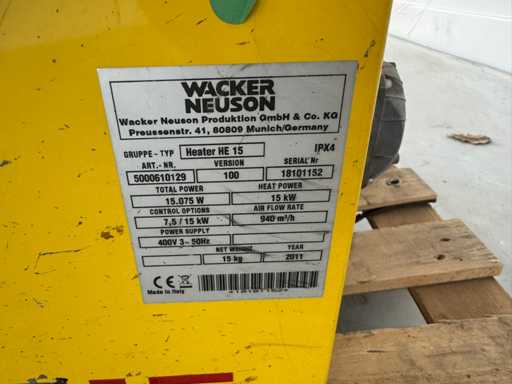 WACKER
NEUSON
Wacker Neuson Produktion GmbH & Co. KG
Preussenstr. 41, 80809 Munich/Germany
GRUPPE - TYP Heater HE 15 IPX4
ART.- NR. VERSION SERIAL Nr
5000610129 100 18101152
TOTAL POWER HEAT POWER
15.075 W 15 kW
CONTROL OPTIONS AIR FLOW RATE
7,5 / 15 kW 940 m³/h
POWER SUPPLY
400V 3~ 50Hz
NET WEIGHT YEAR
15 kg 2011
CE
Made in Italy